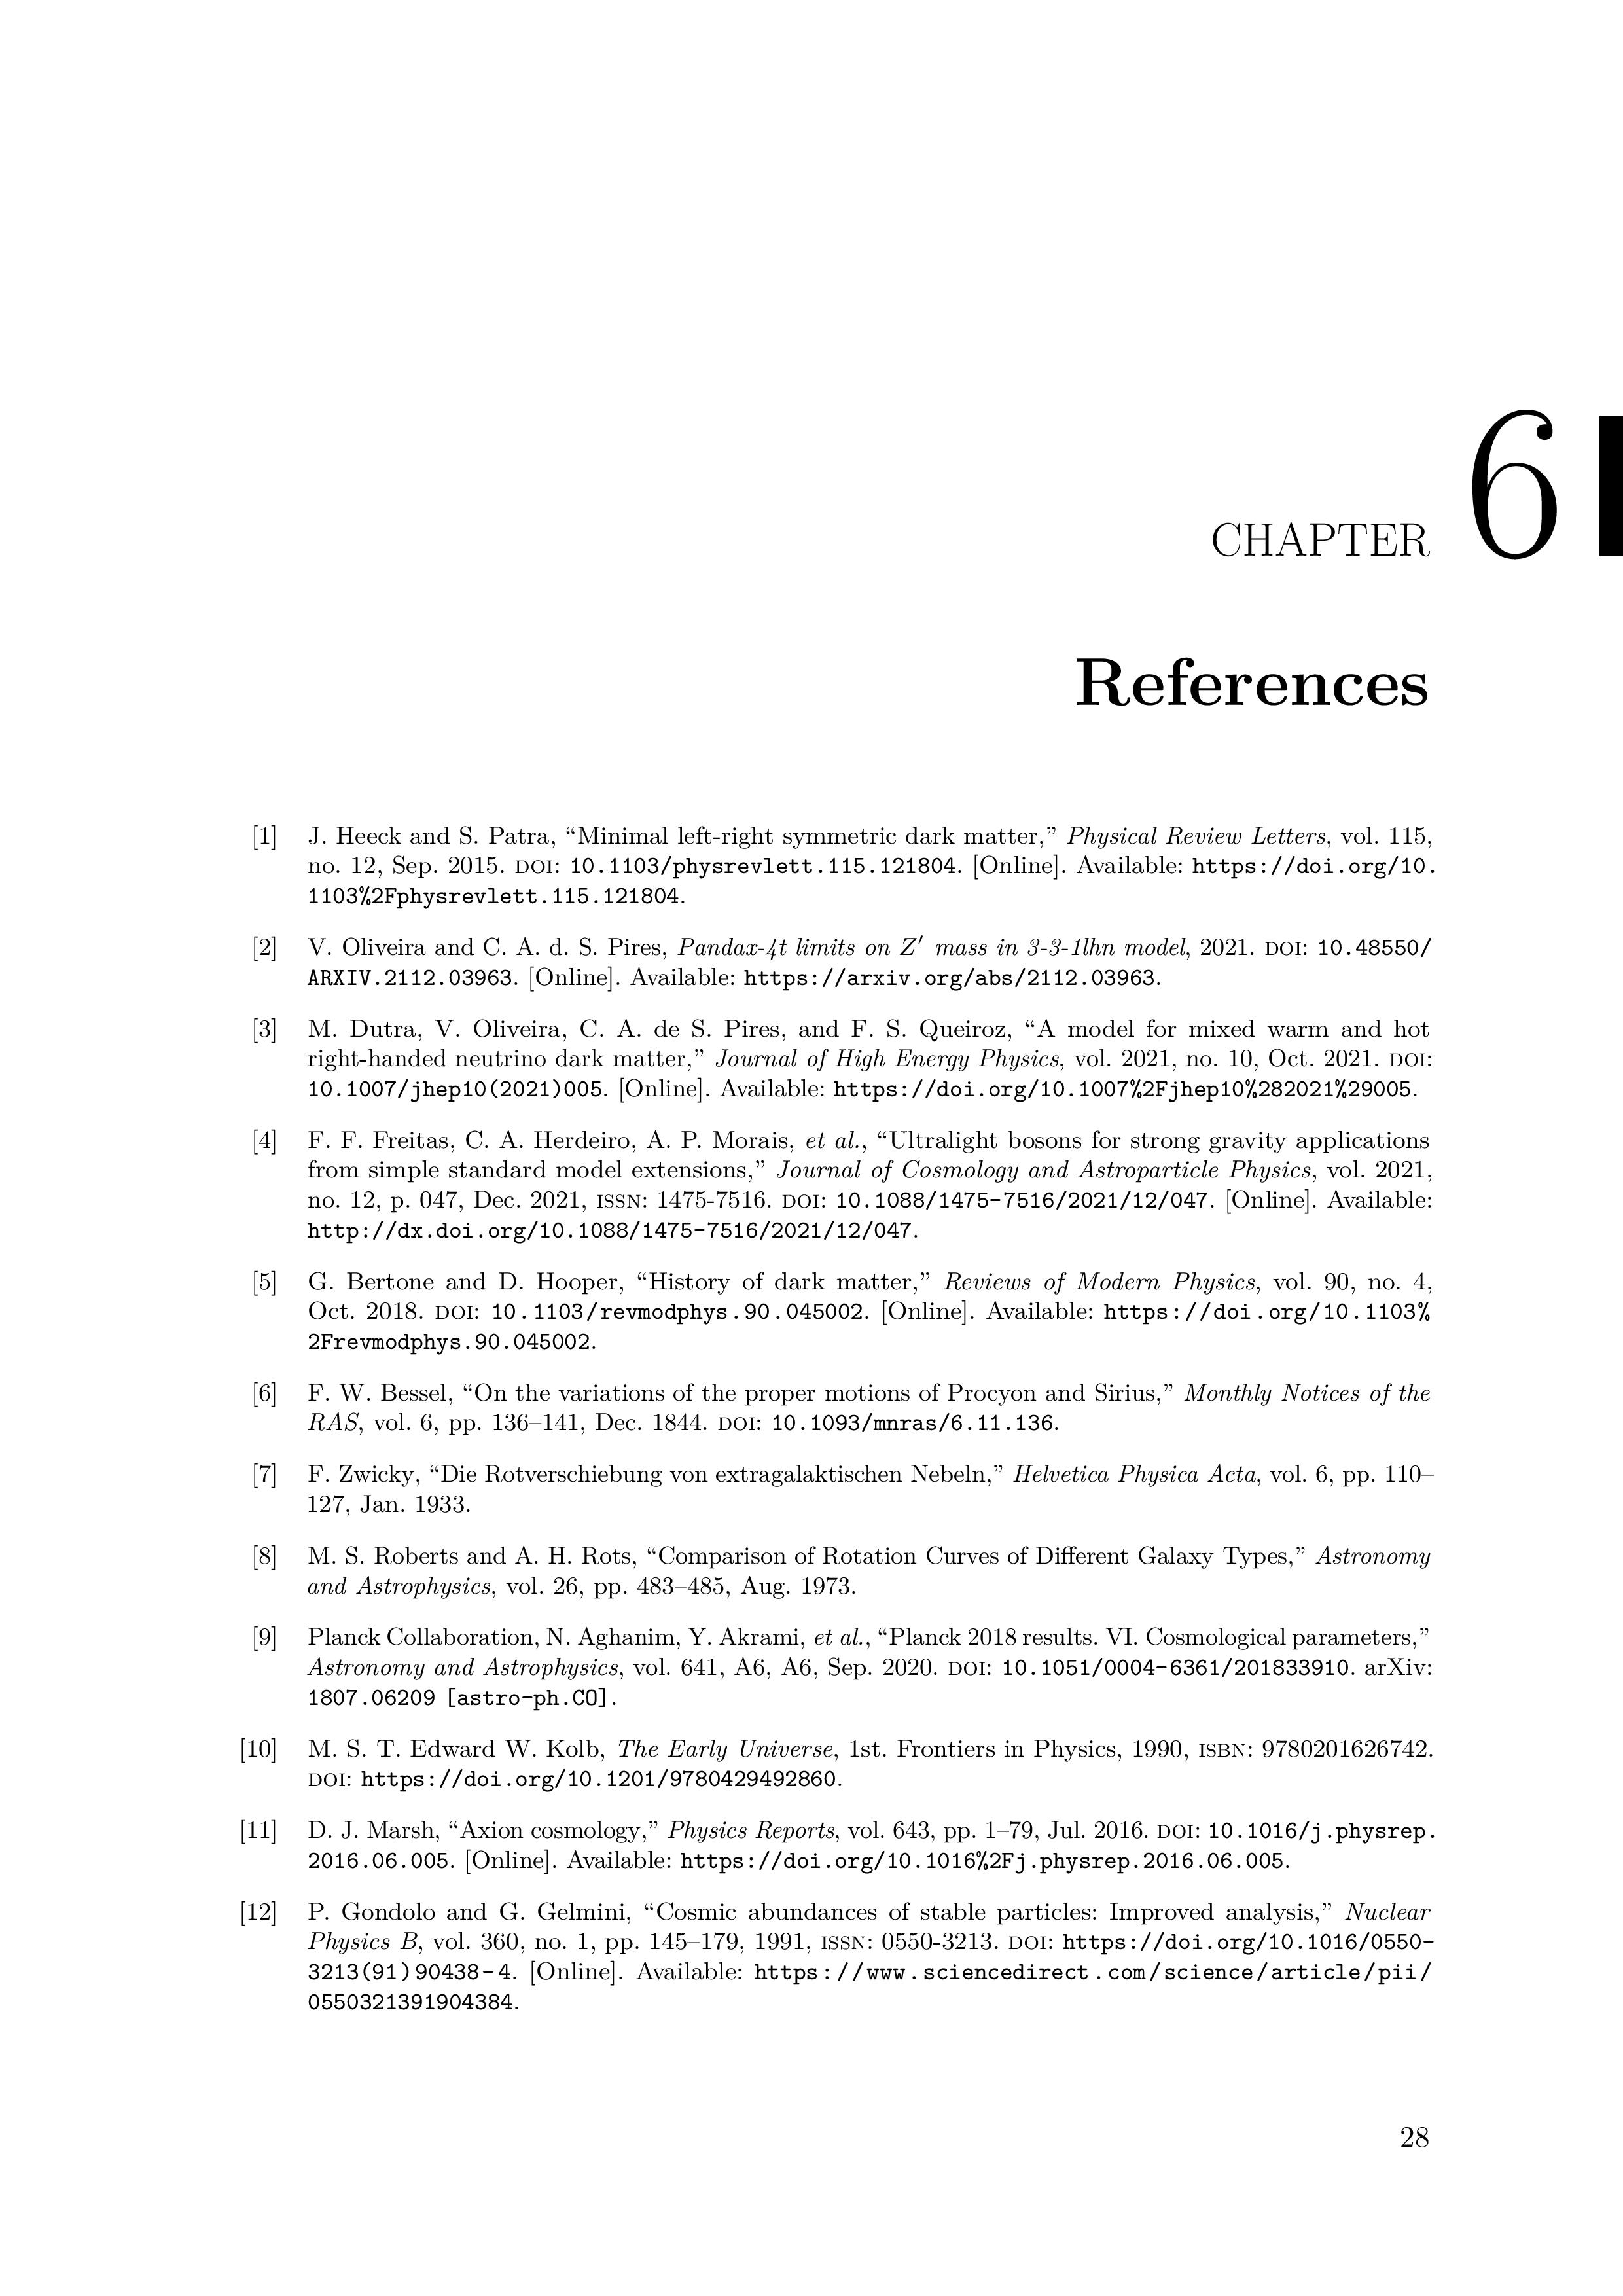 CHAPTER 6
References
[1] J. Heeck and S. Patra, “Minimal left-right symmetric dark matter,” Physical Review Letters, vol. 115,
no. 12, Sep. 2015. DOI: 10.1103/physrevlett.115.121804. [Online]. Available: https://doi.org/10.
1103%2Fphysrevlett.115.121804.
[2] V. Oliveira and C. A. d. S. Pires, Pandax-4t limits on Z′ mass in 3-3-1lhn model, 2021. DOI: 10.48550/
ARXIV.2112.03963. [Online]. Available: https://arxiv.org/abs/2112.03963.
[3] M. Dutra, V. Oliveira, C. A. de S. Pires, and F. S. Queiroz, “A model for mixed warm and hot
right-handed neutrino dark matter,” Journal of High Energy Physics, vol. 2021, no. 10, Oct. 2021. DOI:
10.1007/jhep10(2021)005. [Online]. Available: https://doi.org/10.1007%2Fjhep10%282021%29005.
[4] F. F. Freitas, C. A. Herdeiro, A. P. Morais, et al., “Ultralight bosons for strong gravity applications
from simple standard model extensions,” Journal of Cosmology and Astroparticle Physics, vol. 2021,
no. 12, p. 047, Dec. 2021, ISSN: 1475-7516. DOI: 10.1088/1475-7516/2021/12/047. [Online]. Available:
http://dx.doi.org/10.1088/1475-7516/2021/12/047.
[5] G. Bertone and D. Hooper, “History of dark matter,” Reviews of Modern Physics, vol. 90, no. 4,
Oct. 2018. DOI: 10.1103/revmodphys.90.045002. [Online]. Available: https://doi.org/10.1103%
2Frevmodphys.90.045002.
[6] F. W. Bessel, “On the variations of the proper motions of Procyon and Sirius,” Monthly Notices of the
RAS, vol. 6, pp. 136–141, Dec. 1844. DOI: 10.1093/mnras/6.11.136.
[7] F. Zwicky, “Die Rotverschiebung von extragalaktischen Nebeln,” Helvetica Physica Acta, vol. 6, pp. 110–
127, Jan. 1933.
[8] M. S. Roberts and A. H. Rots, “Comparison of Rotation Curves of Different Galaxy Types,” Astronomy
and Astrophysics, vol. 26, pp. 483–485, Aug. 1973.
[9] Planck Collaboration, N. Aghanim, Y. Akrami, et al., “Planck 2018 results. VI. Cosmological parameters,”
Astronomy and Astrophysics, vol. 641, A6, A6, Sep. 2020. DOI: 10.1051/0004-6361/201833910. arXiv:
1807.06209 [astro-ph.CO].
[10] M. S. T. Edward W. Kolb, The Early Universe, 1st. Frontiers in Physics, 1990, ISBN: 9780201626742.
DOI: https://doi.org/10.1201/9780429492860.
[11] D. J. Marsh, “Axion cosmology,” Physics Reports, vol. 643, pp. 1–79, Jul. 2016. DOI: 10.1016/j.physrep.
2016.06.005. [Online]. Available: https://doi.org/10.1016%2Fj.physrep.2016.06.005.
[12] P. Gondolo and G. Gelmini, “Cosmic abundances of stable particles: Improved analysis,” Nuclear
Physics B, vol. 360, no. 1, pp. 145–179, 1991, ISSN: 0550-3213. DOI: https://doi.org/10.1016/0550-
3213(91)90438-4. [Online]. Available: https://www.sciencedirect.com/science/article/pii/
0550321391904384.
28